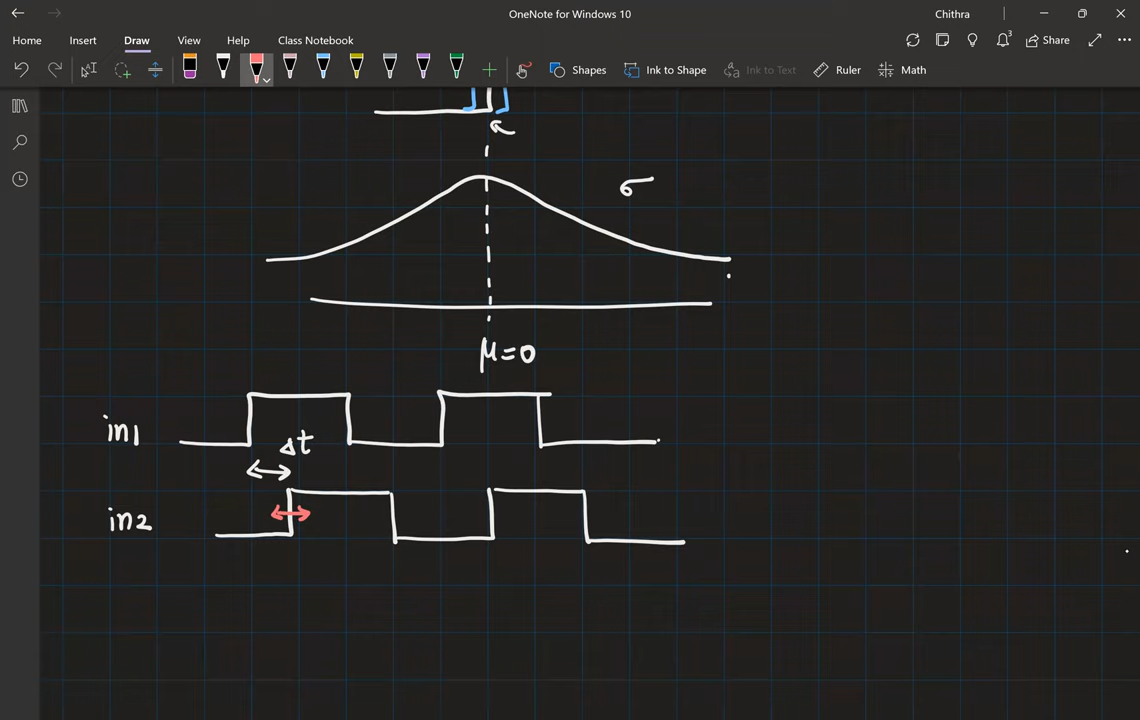 OneNote for Windows 10
Chithra
Home Insert Draw View Help Class Notebook
3 Share
Shapes Ink to Shape Ink to Text Ruler Math
σ
μ=0
in1
Δt
in2